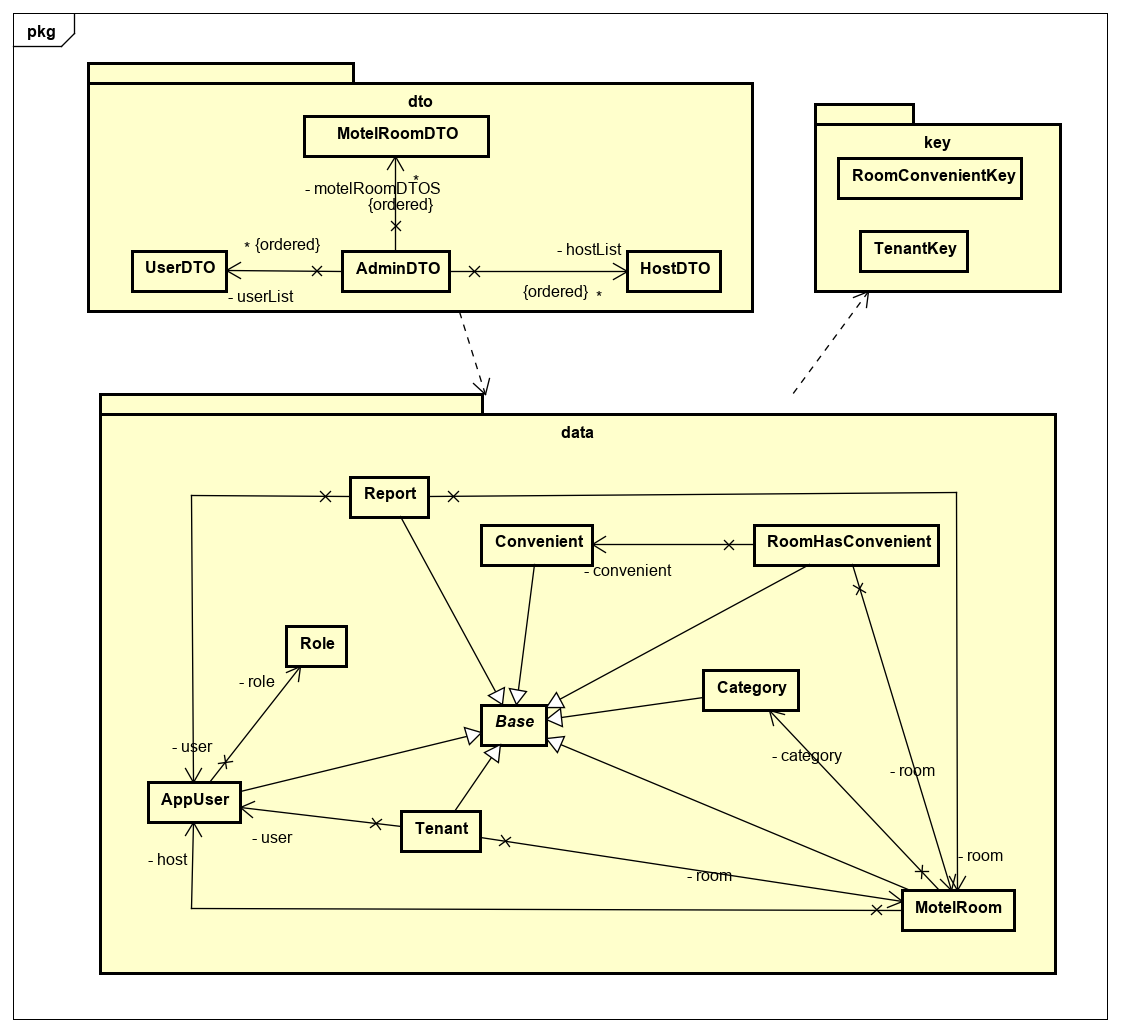 pkg
dto
MotelRoomDTO
- motelRoomDTOS
*
{ordered}
* {ordered}
- hostList
UserDTO
AdminDTO
HostDTO
- userList
{ordered} *
key
RoomConvenientKey
TenantKey
data
Report
Convenient
RoomHasConvenient
- convenient
Role
- role
Category
Base
- user
- category
- room
AppUser
Tenant
- user
- host
- room
- room
MotelRoom